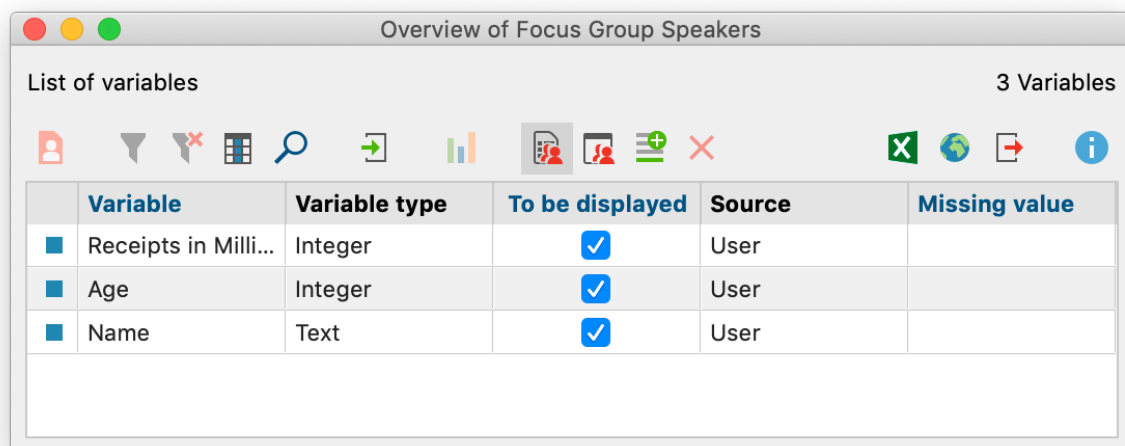 Overview of Focus Group Speakers
List of variables 3 Variables
Variable Variable type To be displayed Source Missing value
Receipts in Milli... Integer User
Age Integer User
Name Text User